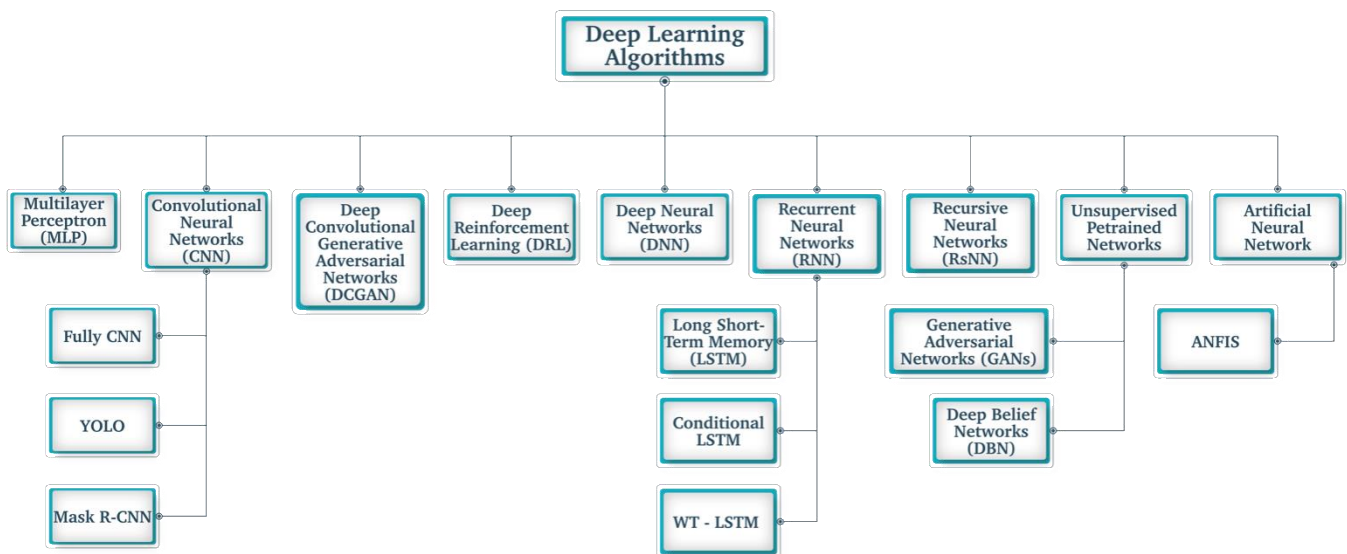 Deep Learning
Algorithms
Multilayer
Perceptron
(MLP)
Convolutional
Neural
Networks
(CNN)
Deep
Convolutional
Generative
Adversarial
Networks
(DCGAN)
Deep
Reinforcement
Learning (DRL)
Deep Neural
Networks
(DNN)
Recurrent
Neural
Networks
(RNN)
Recursive
Neural
Networks
(RsNN)
Unsupervised
Petrained
Networks
Artificial
Neural
Network
Fully CNN
YOLO
Mask R-CNN
Long Short-
Term Memory
(LSTM)
Conditional
LSTM
WT - LSTM
Generative
Adversarial
Networks (GANs)
Deep Belief
Networks
(DBN)
ANFIS